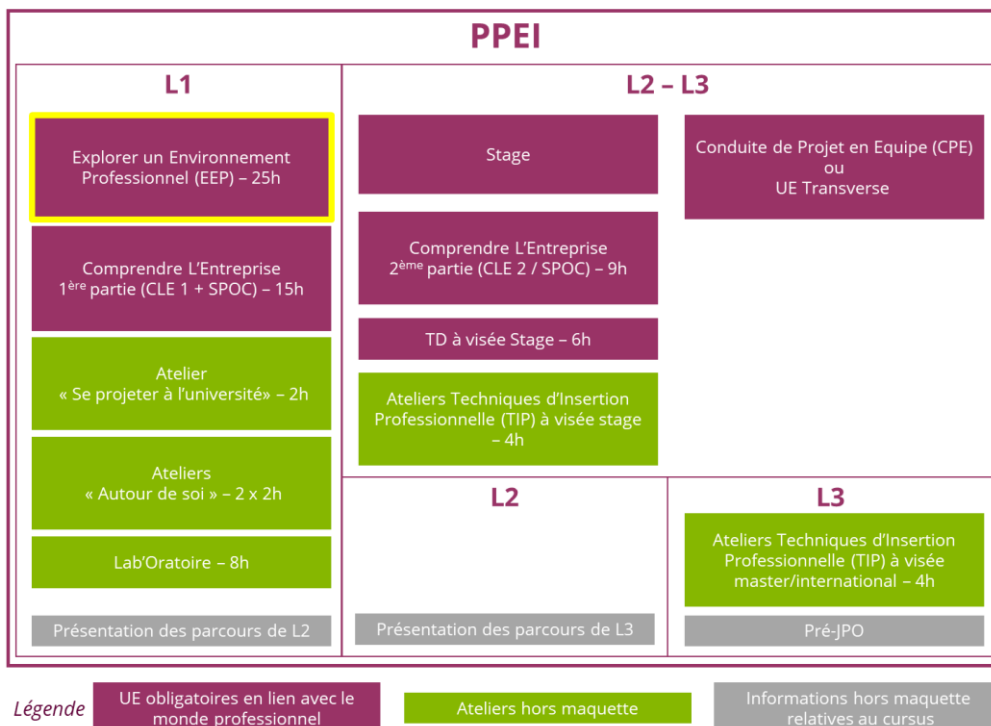 PPEI
L1
Explorer un Environnement
Professionnel (EEP) – 25h
Comprendre L’Entreprise
1ère partie (CLE 1 + SPOC) – 15h
Atelier
« Se projeter à l’université» – 2h
Ateliers
« Autour de soi » – 2 x 2h
Lab’Oratoire – 8h
Présentation des parcours de L2
L2 – L3
Stage
Comprendre L’Entreprise
2ème partie (CLE 2 / SPOC) – 9h
TD à visée Stage – 6h
Ateliers Techniques d’Insertion
Professionnelle (TIP) à visée stage
– 4h
Conduite de Projet en Equipe (CPE)
ou
UE Transverse
L2
Présentation des parcours de L3
L3
Ateliers Techniques d’Insertion
Professionnelle (TIP) à visée
master/international – 4h
Pré-JPO
Légende
UE obligatoires en lien avec le
monde professionnel
Ateliers hors maquette
Informations hors maquette
relatives au cursus